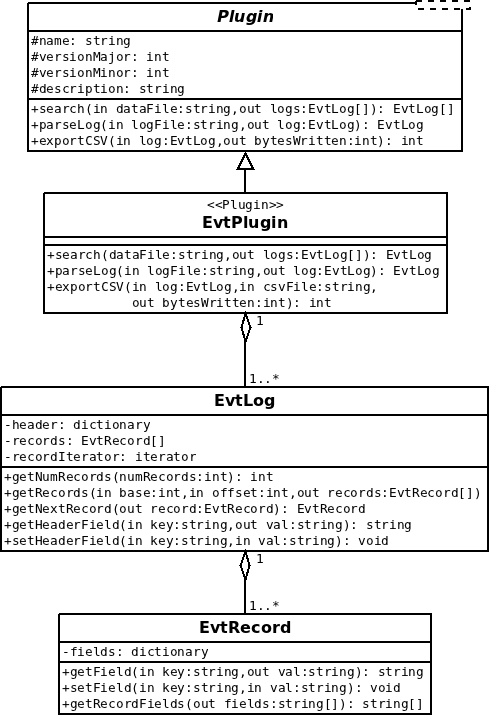 Plugin
#name: string
#versionMajor: int
#versionMinor: int
#description: string
+search(in dataFile:string,out logs:EvtLog[]): EvtLog[]
+parseLog(in logFile:string,out log:EvtLog): EvtLog
+exportCSV(in log:EvtLog,out bytesWritten:int): int
<<Plugin>>
EvtPlugin
+search(dataFile:string,out logs:EvtLog[]): EvtLog
+parseLog(in logFile:string,out log:EvtLog): EvtLog
+exportCSV(in log:EvtLog,in csvFile:string,
out bytesWritten:int): int
1
1..*
EvtLog
-header: dictionary
-records: EvtRecord[]
-recordIterator: iterator
+getNumRecords(numRecords:int): int
+getRecords(in base:int,in offset:int,out records:EvtRecord[])
+getNextRecord(out record:EvtRecord): EvtRecord
+getHeaderField(in key:string,out val:string): string
+setHeaderField(in key:string,in val:string): void
1
1..*
EvtRecord
-fields: dictionary
+getField(in key:string,out val:string): string
+setField(in key:string,in val:string): void
+getRecordFields(out fields:string[]): string[]